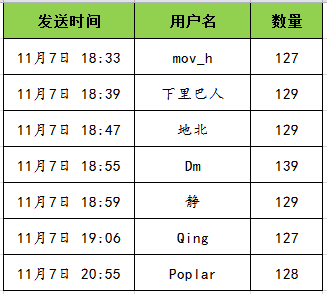 发送时间 用户名 数量
11月7日 18:33 mov_h 127
11月7日 18:39 下里巴人 129
11月7日 18:47 地北 129
11月7日 18:55 Dm 139
11月7日 18:59 静 129
11月7日 19:06 Qing 127
11月7日 20:55 Poplar 128